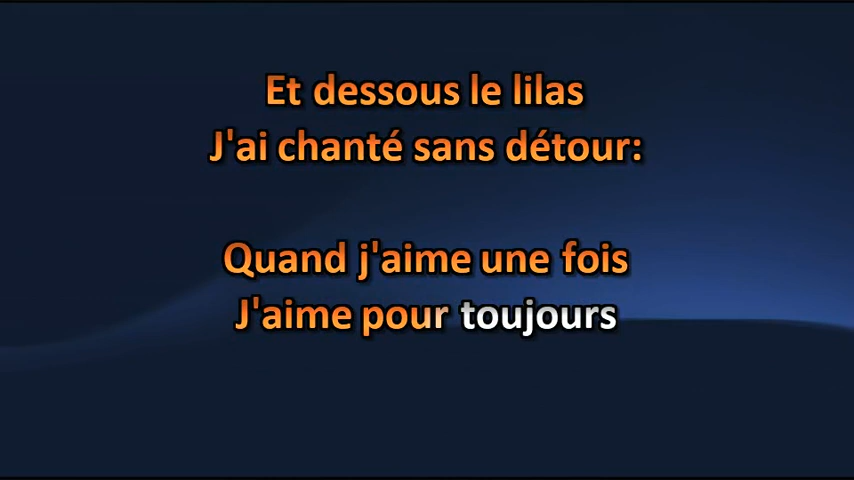 Et dessous le lilas
J'ai chanté sans détour:
Quand j'aime une fois
J'aime pour toujours